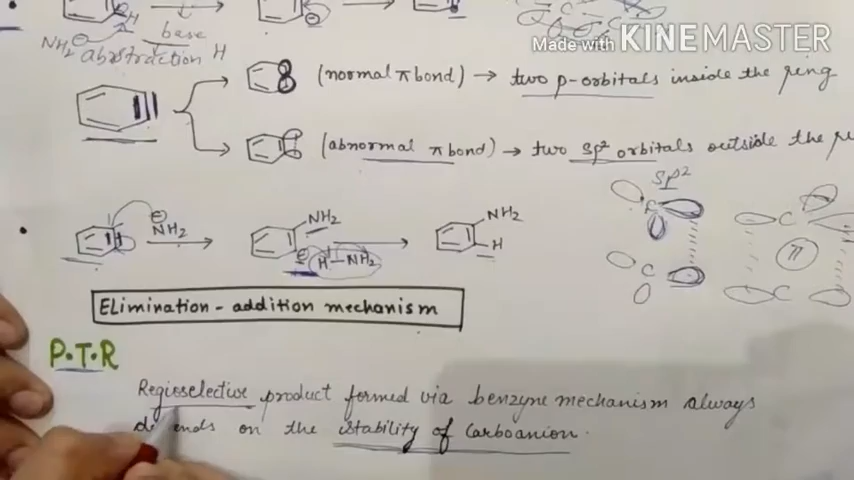 H
base
NH2⊖
abstraction H
Made with KINEMASTER
(normal π bond) → two p-orbitals inside the ring
(abnormal π bond) → two sp² orbitals outside the
SP²
C
C
⊖
NH2
NH2
⊖ H-NH2
NH2
H
C
C
π
Elimination-addition mechanism
P.T.R
Regioselective product formed via benzyne mechanism always
on the stability of Carboanion.